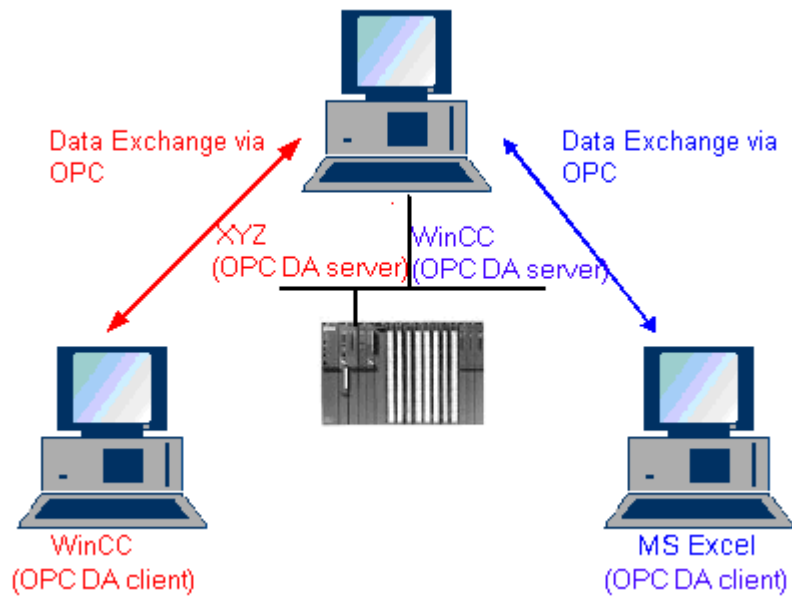 Data Exchange via
OPC
Data Exchange via
OPC
XYZ
(OPC DA server)
WinCC
(OPC DA server)
WinCC
(OPC DA client)
MS Excel
(OPC DA client)